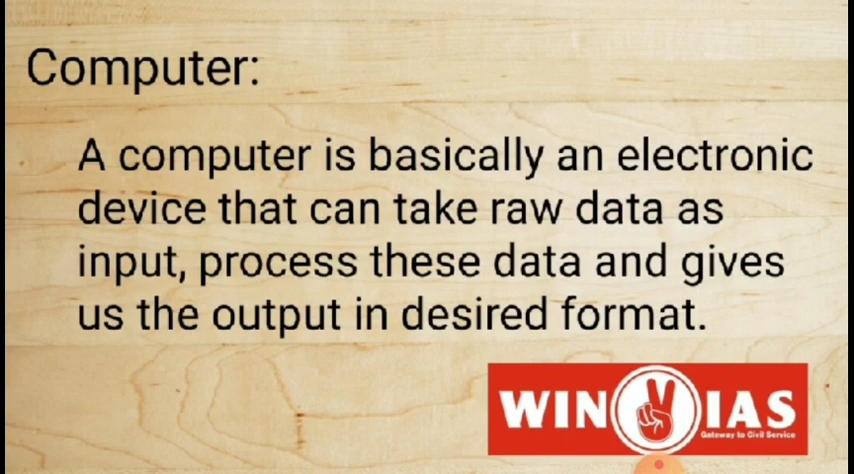 Computer:
A computer is basically an electronic
device that can take raw data as
input, process these data and gives
us the output in desired format.
WIN IAS
Gateway to Civil Service